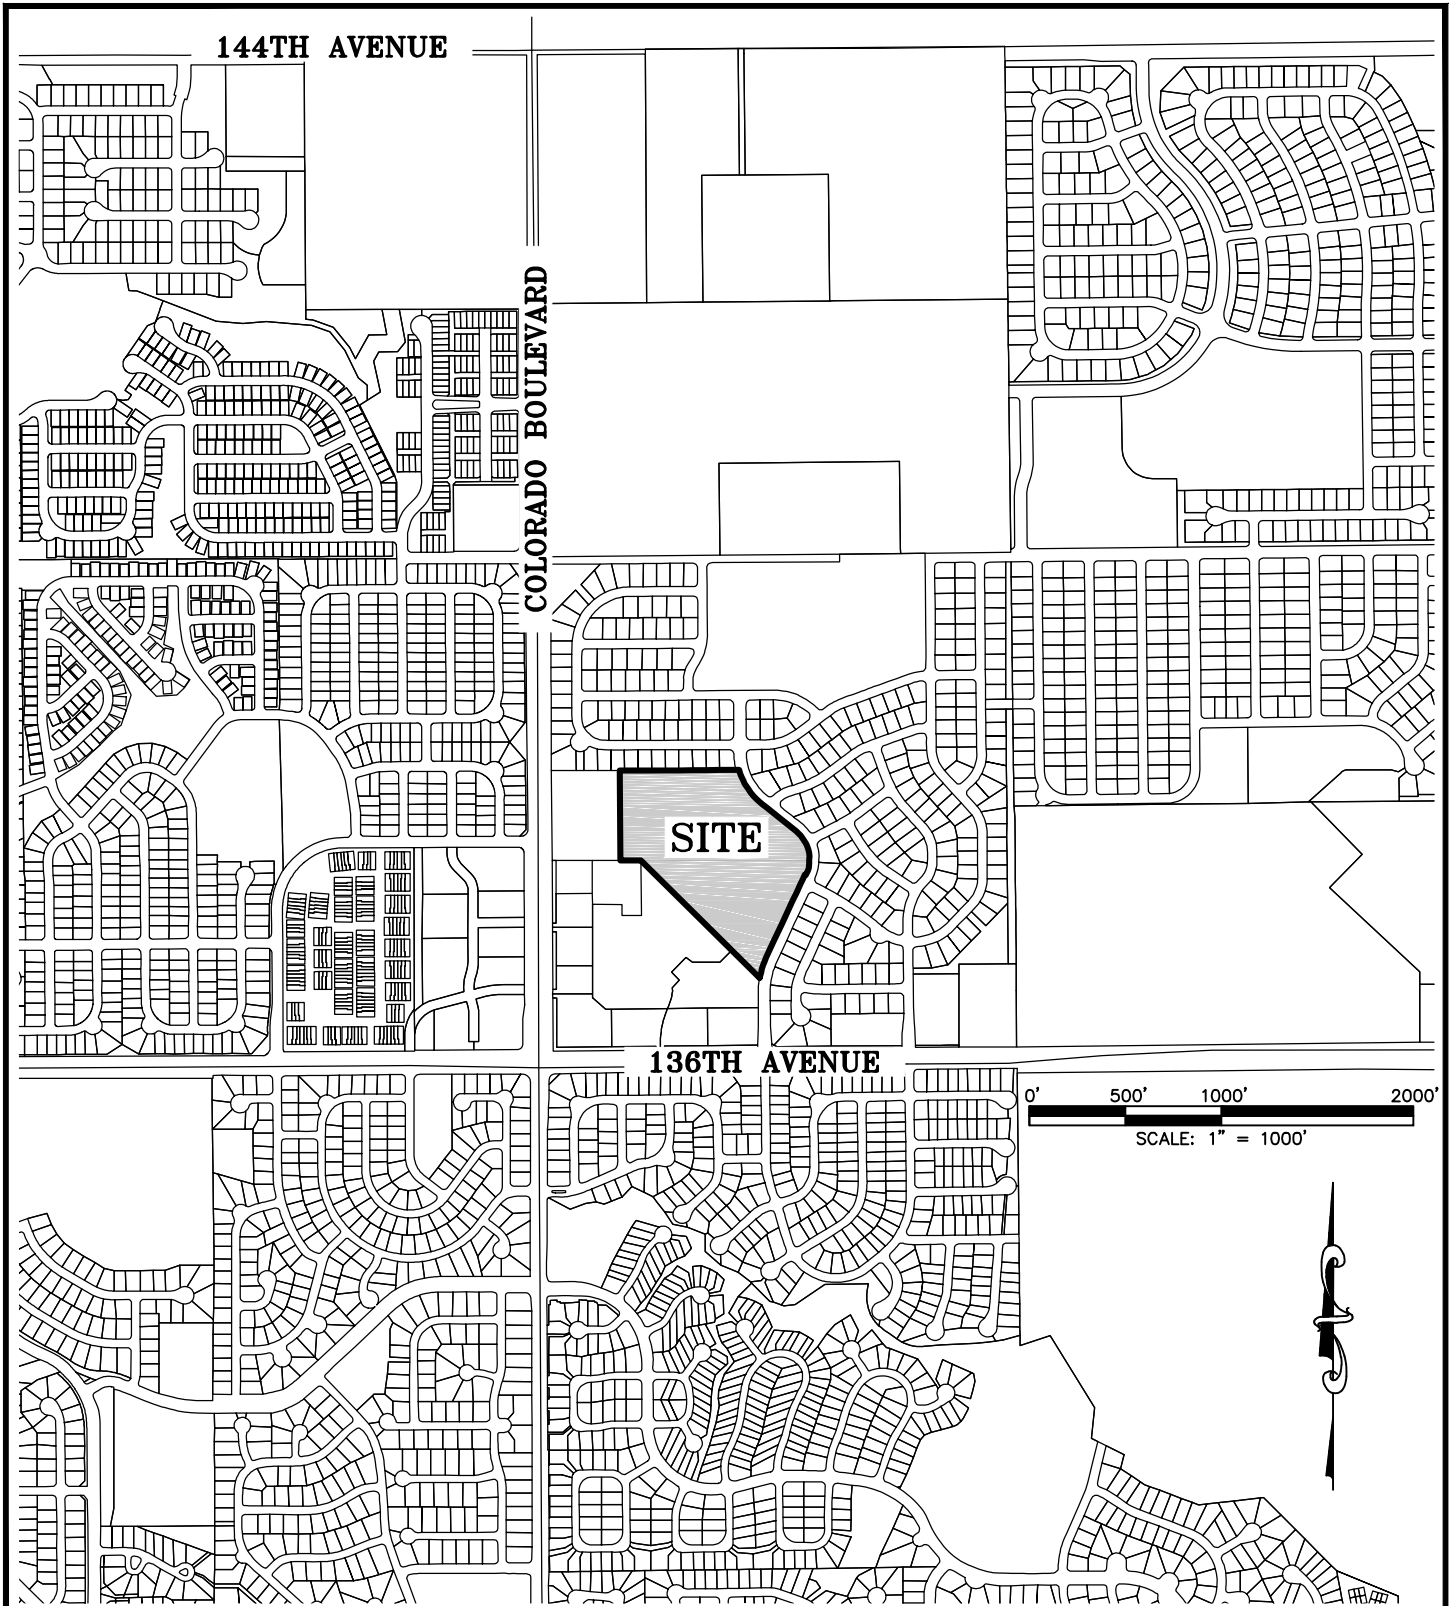 144TH AVENUE
COLORADO BOULEVARD
SITE
136TH AVENUE
0' 500' 1000' 2000'
SCALE: 1" = 1000'